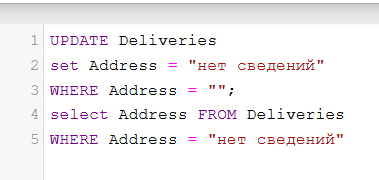 1 UPDATE Deliveries
2 set Address = "нет сведений"
3 WHERE Address = "";
4 select Address FROM Deliveries
5 WHERE Address = "нет сведений"